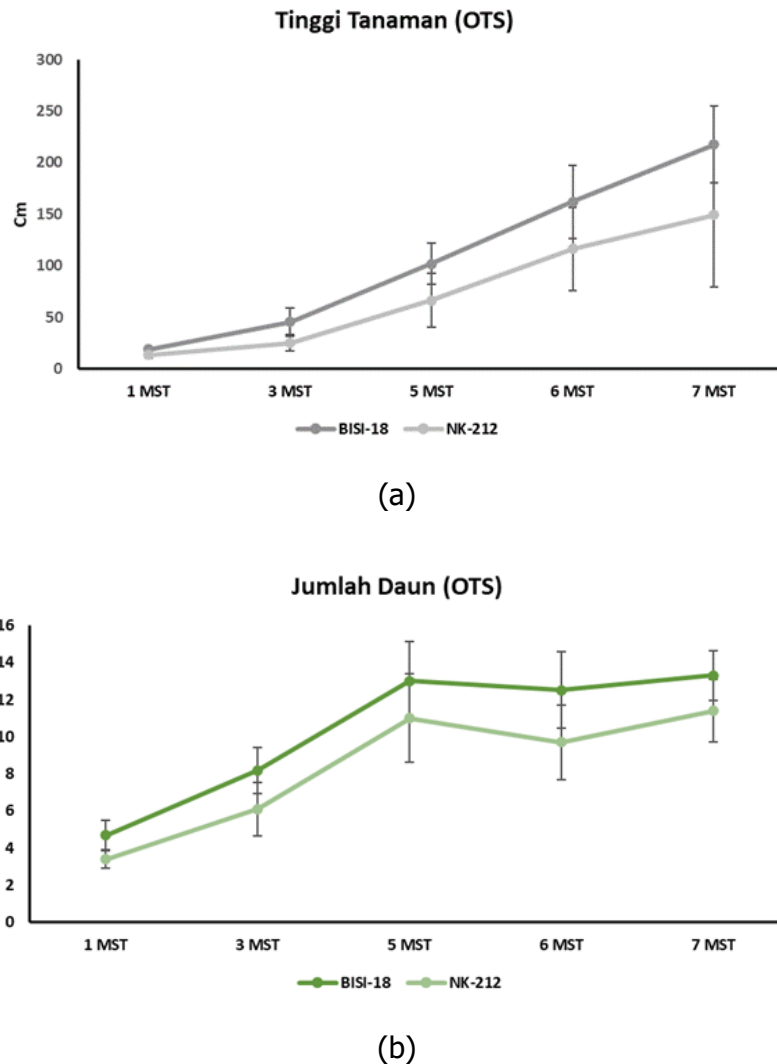 Tinggi Tanaman (OTS)
300
250
200
150
100
50
0
Cm
1 MST 3 MST 5 MST 6 MST 7 MST
BISI-18 NK-212
(a)
Jumlah Daun (OTS)
16
14
12
10
8
6
4
2
0
1 MST 3 MST 5 MST 6 MST 7 MST
BISI-18 NK-212
(b)